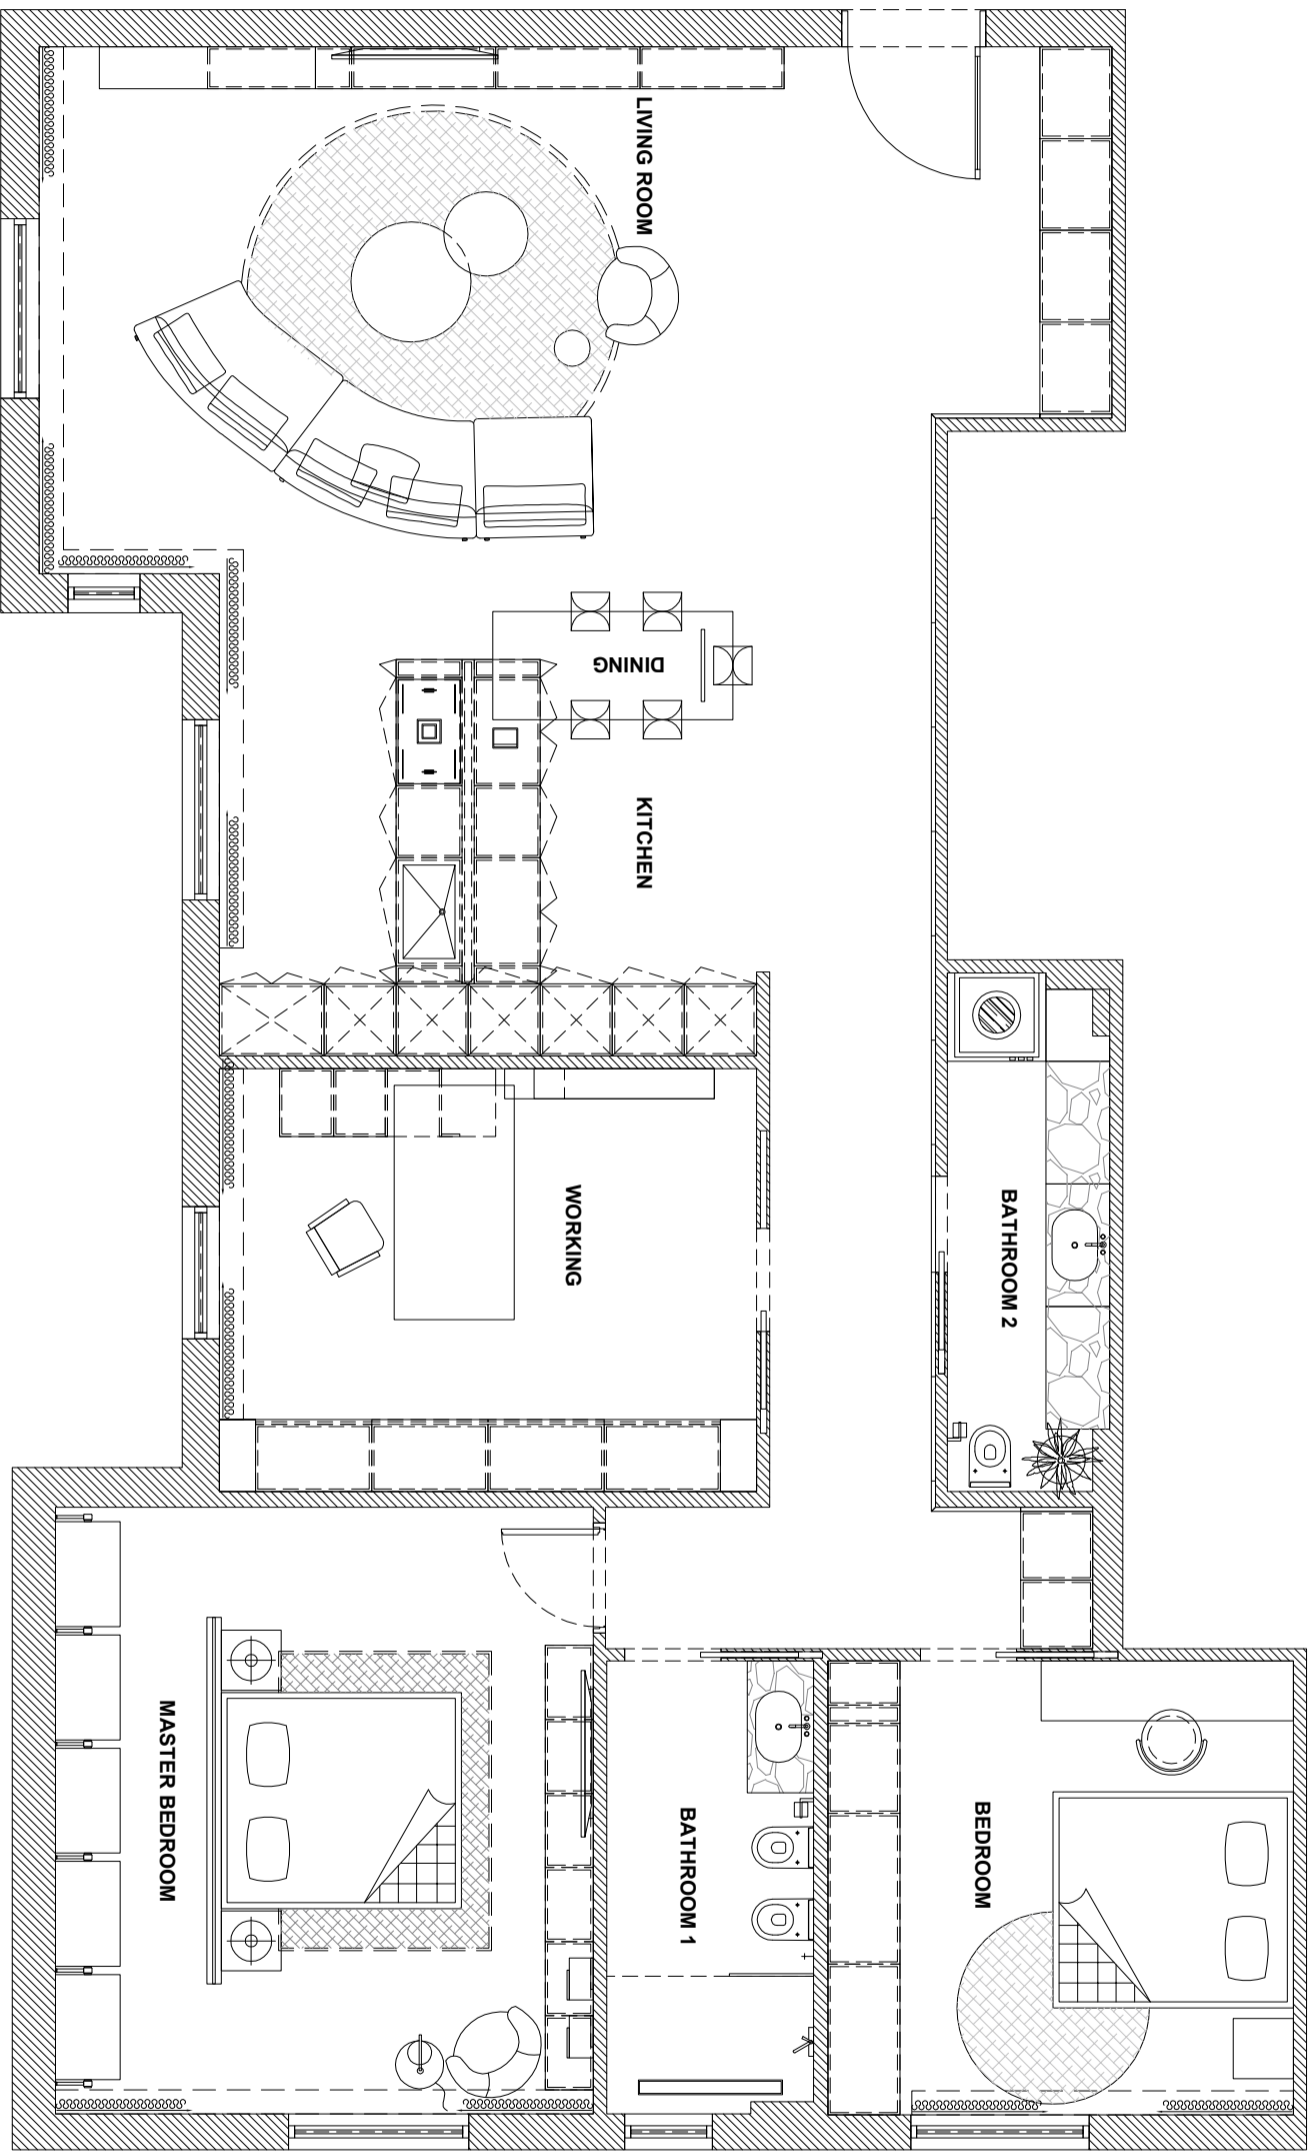 LIVING ROOM
DINING
KITCHEN
WORKING
BATHROOM 2
MASTER BEDROOM
BATHROOM 1
BEDROOM